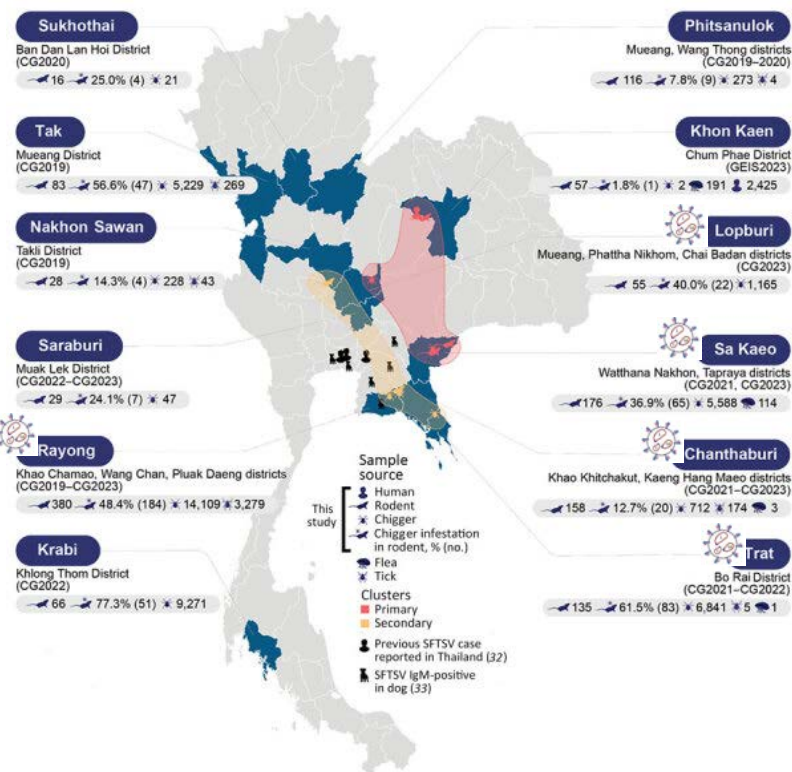 Sukhothai
Ban Dan Lan Hoi District
(CG2020)
16 25.0% (4) 21
Tak
Mueang District
(CG2019)
83 56.6% (47) 5,229 269
Nakhon Sawan
Takli District
(CG2019)
28 14.3% (4) 228 43
Saraburi
Muak Lek District
(CG2022–CG2023)
29 24.1% (7) 47
Rayong
Khao Chamao, Wang Chan, Pluak Daeng districts
(CG2019–CG2023)
380 48.4% (184) 14,109 3,279
Krabi
Khlong Thom District
(CG2022)
66 77.3% (51) 9,271
Phitsanulok
Mueang, Wang Thong districts
(CG2019–2020)
116 7.8% (9) 273 4
Khon Kaen
Chum Phae District
(GEIS2023)
57 1.8% (1) 2 191 2,425
Lopburi
Mueang, Phattha Nikhom, Chai Badan districts
(CG2023)
55 40.0% (22) 1,165
Sa Kaeo
Watthana Nakhon, Tapraya districts
(CG2021, CG2023)
176 36.9% (65) 5,588 114
Chanthaburi
Khao Khitchakut, Kaeng Hang Maeo districts
(CG2021–CG2023)
158 12.7% (20) 712 174 3
Trat
Bo Rai District
(CG2021–CG2022)
135 61.5% (83) 6,841 5 1
Sample
source
This
study
Human
Rodent
Chigger
Chigger infestation
in rodent, % (no.)
Flea
Tick
Clusters
Primary
Secondary
Previous SFTSV case
reported in Thailand (32)
SFTSV IgM-positive
in dog (33)